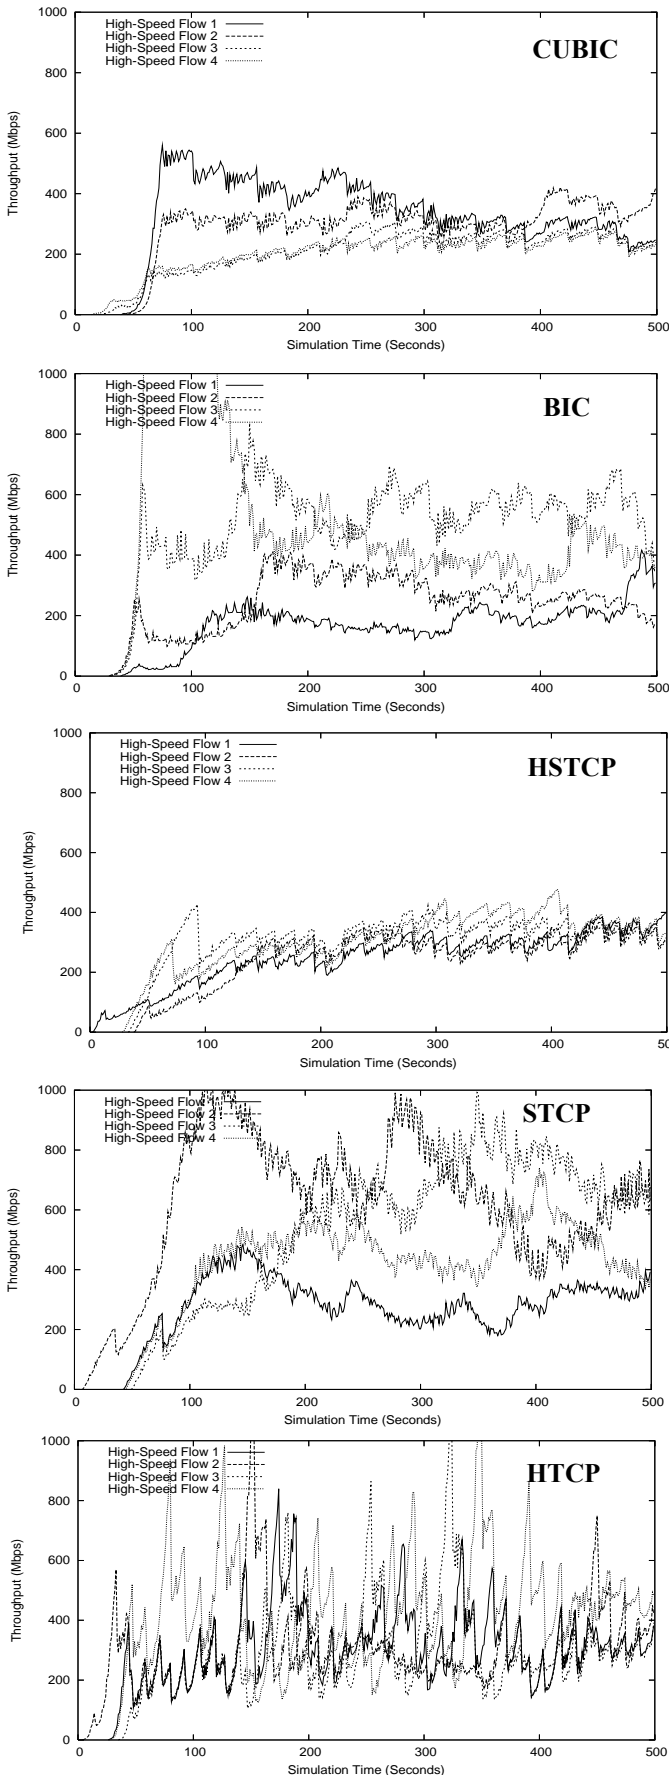 1000
High-Speed Flow 1
High-Speed Flow 2
High-Speed Flow 3
High-Speed Flow 4
CUBIC
800
600
400
200
0
Throughput (Mbps)
0 100 200 300 400 500
Simulation Time (Seconds)
1000
High-Speed Flow 1
High-Speed Flow 2
High-Speed Flow 3
High-Speed Flow 4
BIC
800
600
400
200
0
Throughput (Mbps)
0 100 200 300 400 500
Simulation Time (Seconds)
1000
High-Speed Flow 1
High-Speed Flow 2
High-Speed Flow 3
High-Speed Flow 4
HSTCP
800
600
400
200
0
Throughput (Mbps)
0 100 200 300 400 50
Simulation Time (Seconds)
1000
High-Speed Flow 1
High-Speed Flow 2
High-Speed Flow 3
High-Speed Flow 4
STCP
800
600
400
200
0
Throughput (Mbps)
0 100 200 300 400 500
Simulation Time (Seconds)
1000
High-Speed Flow 1
High-Speed Flow 2
High-Speed Flow 3
High-Speed Flow 4
HTCP
800
600
400
200
0
Throughput (Mbps)
0 100 200 300 400 500
Simulation Time (Seconds)